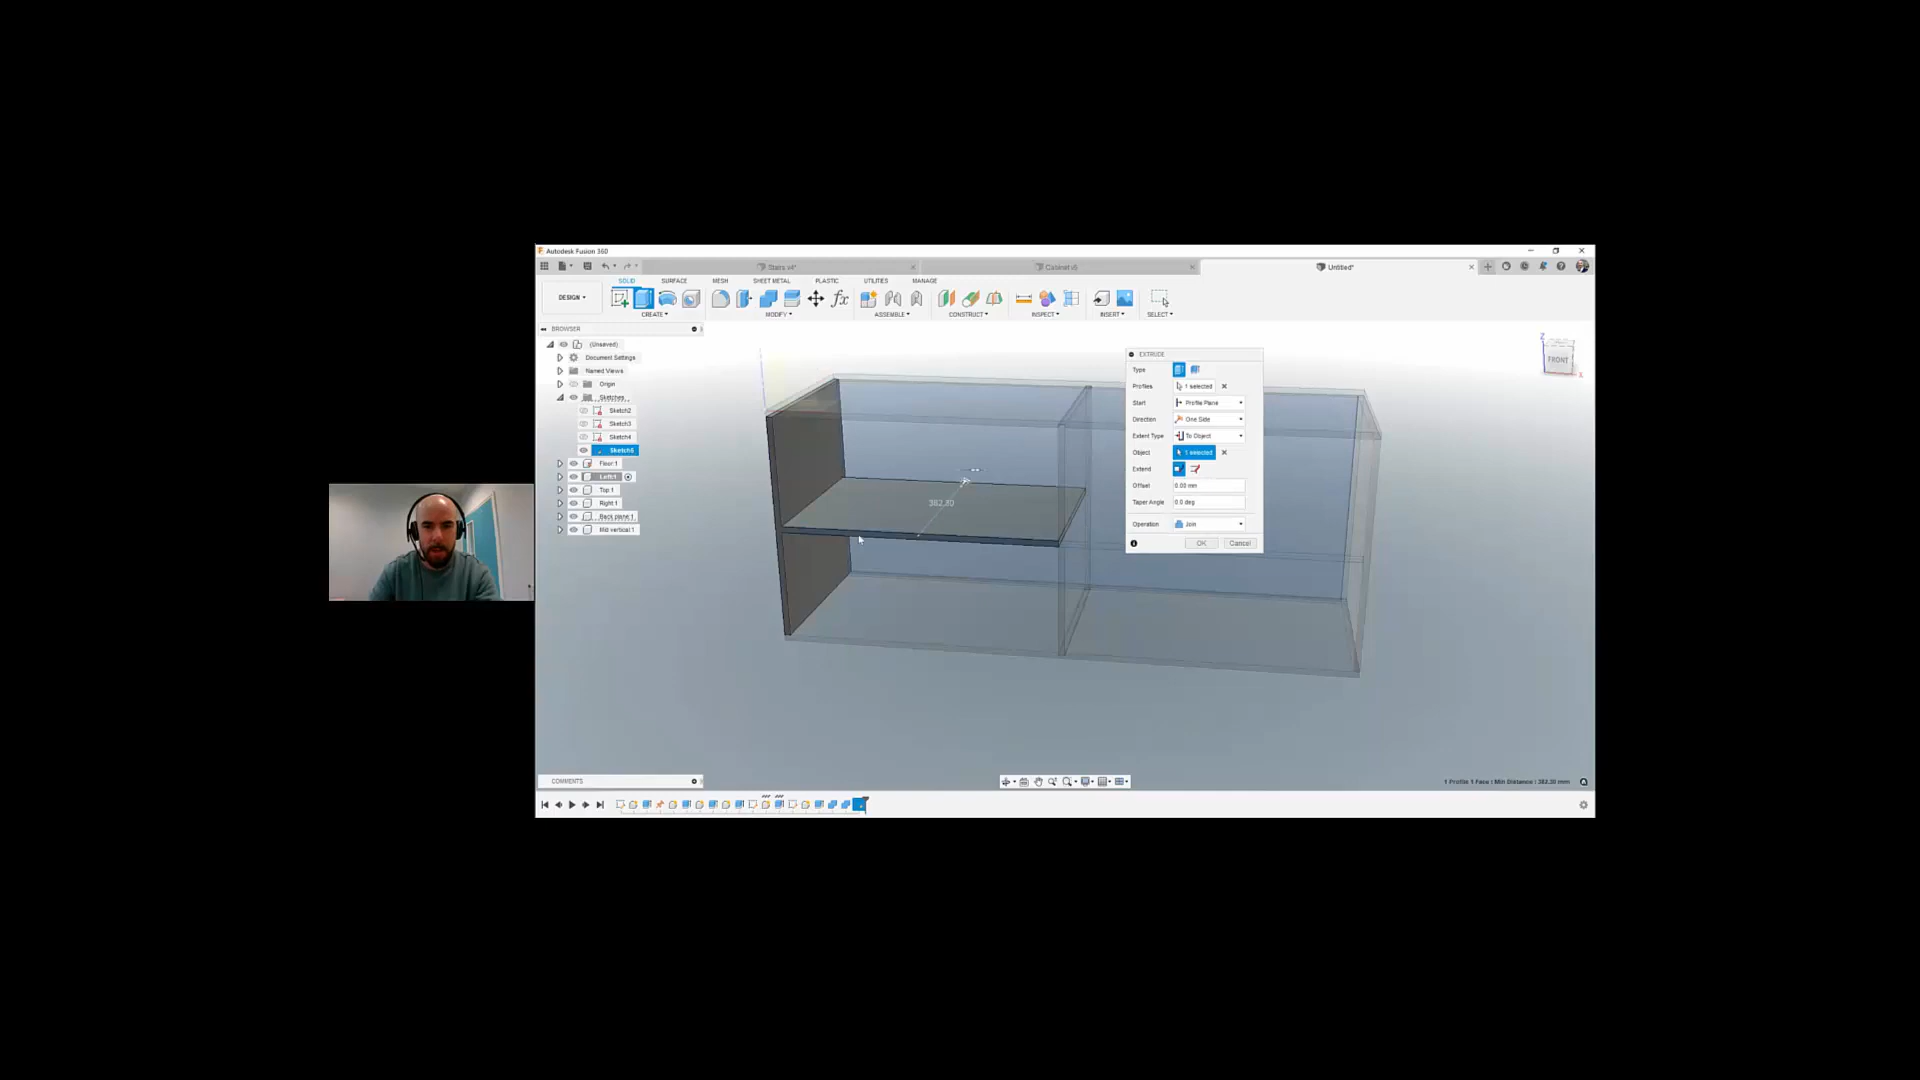 Autodesk Fusion 360
Stairs v4*
Cabinet v5
Untitled*
DESIGN
SOLID
SURFACE
MESH
SHEET METAL
PLASTIC
UTILITIES
MANAGE
CREATE
MODIFY
ASSEMBLE
CONSTRUCT
INSPECT
INSERT
SELECT
BROWSER
(Unsaved)
Document Settings
Named Views
Origin
Sketches
Sketch2
Sketch3
Sketch4
Sketch5
Floor:1
Left:1
Top:1
Right:1
Back plane:1
Mid vertical:1
382.30
Z
FRONT
X
EXTRUDE
Type
Profiles
1 selected
Start
Profile Plane
Direction
One Side
Extent Type
To Object
Object
1 selected
Extend
Offset
0.00 mm
Taper Angle
0.0 deg
Operation
Join
OK
Cancel
COMMENTS
1 Profile 1 Face | Min Distance : 382.30 mm